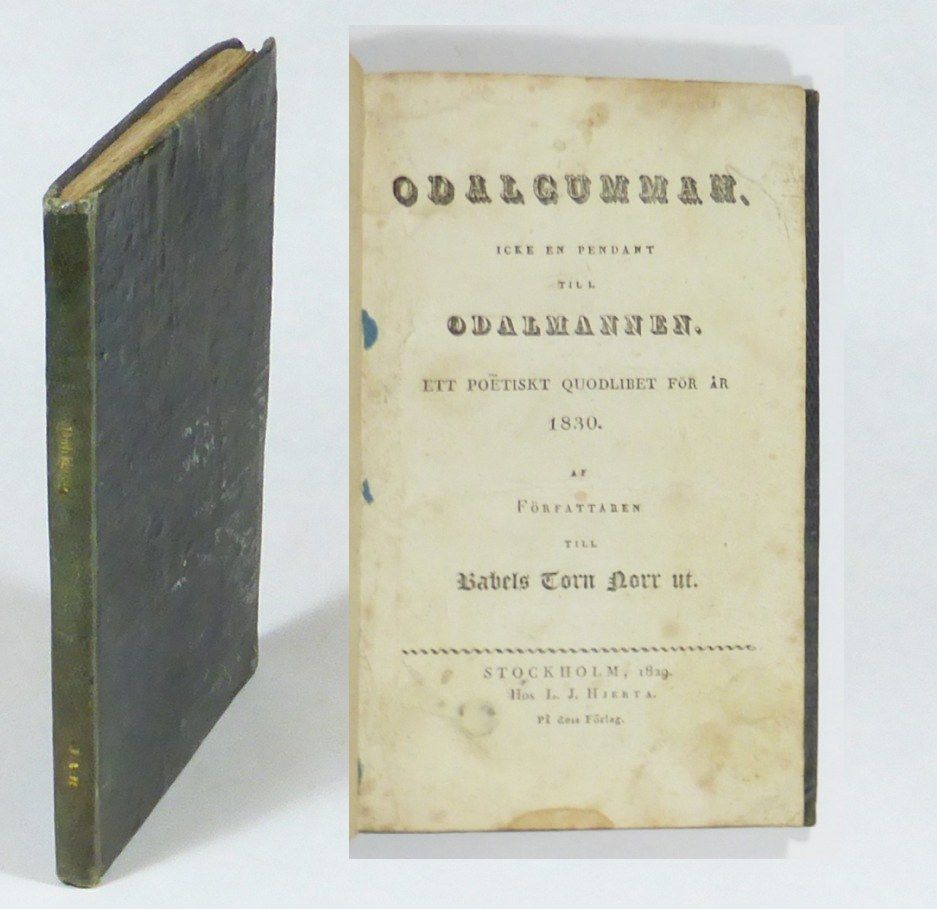 ODALGUMMAN.
ICKE EN PENDANT
TILL
ODALMANNEN.
ETT POËTISKT QUODLIBET FÖR ÅR
1830.
AF
FÖRFATTAREN
TILL
Babels Torn Norr ut.
STOCKHOLM, 1829.
HOS L. J. HJERTA.
På dess Förlag.